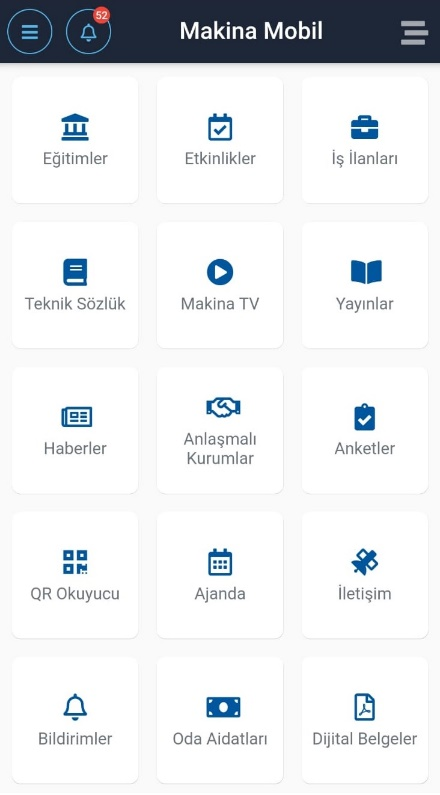 52
Makina Mobil
Eğitimler
Etkinlikler
İş İlanları
Teknik Sözlük
Makina TV
Yayınlar
Haberler
Anlaşmalı
Kurumlar
Anketler
QR Okuyucu
Ajanda
İletişim
Bildirimler
Oda Aidatları
Dijital Belgeler